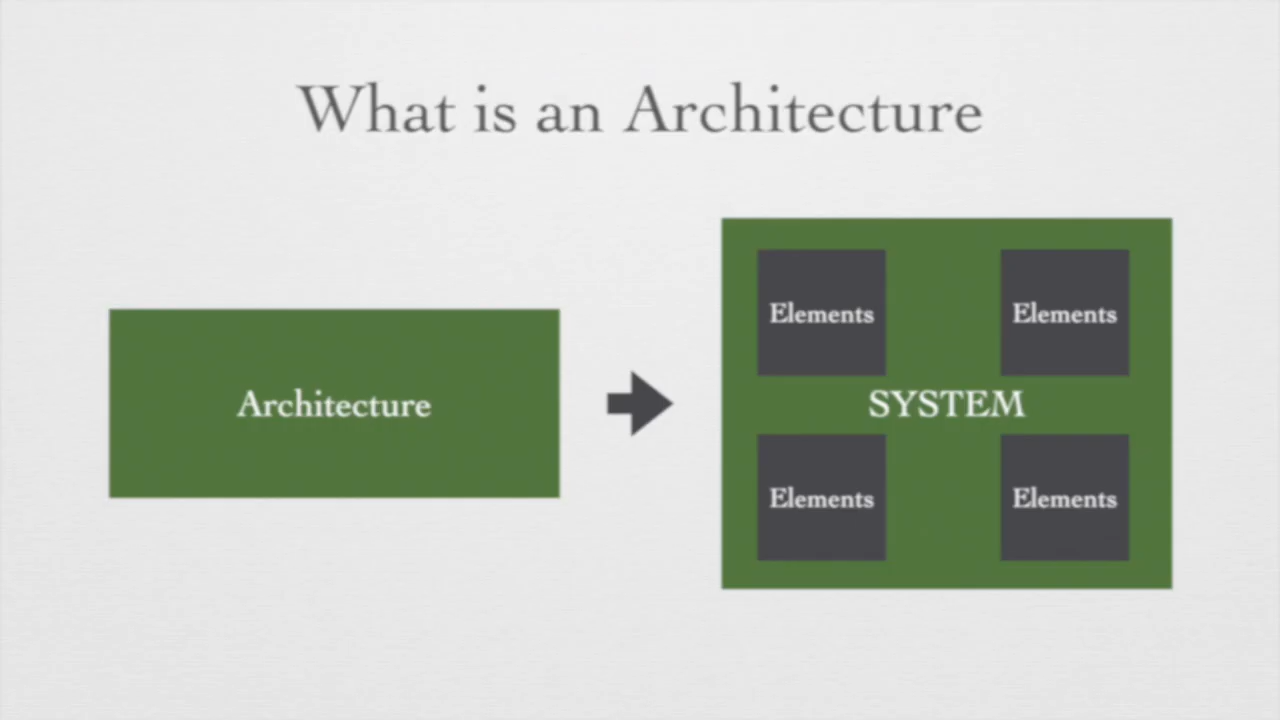 What is an Architecture
Elements
Elements
Architecture
SYSTEM
Elements
Elements